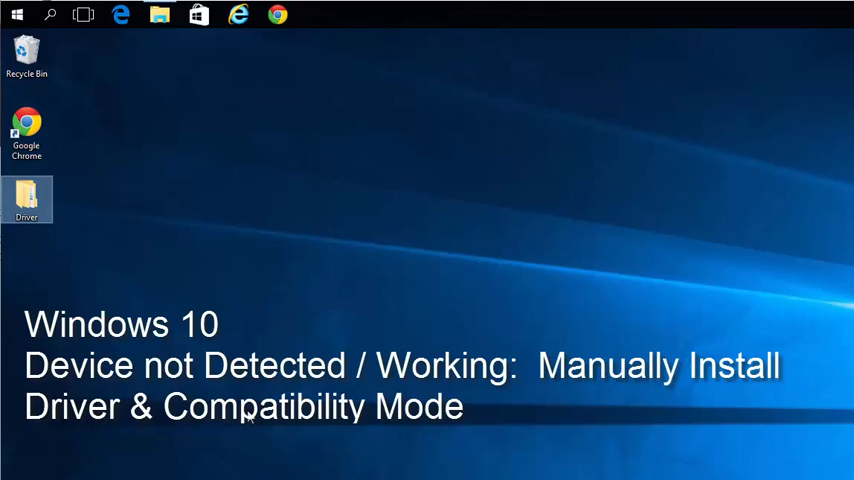 Recycle Bin
Google
Chrome
Driver
Windows 10
Device not Detected / Working: Manually Install
Driver & Compatibility Mode